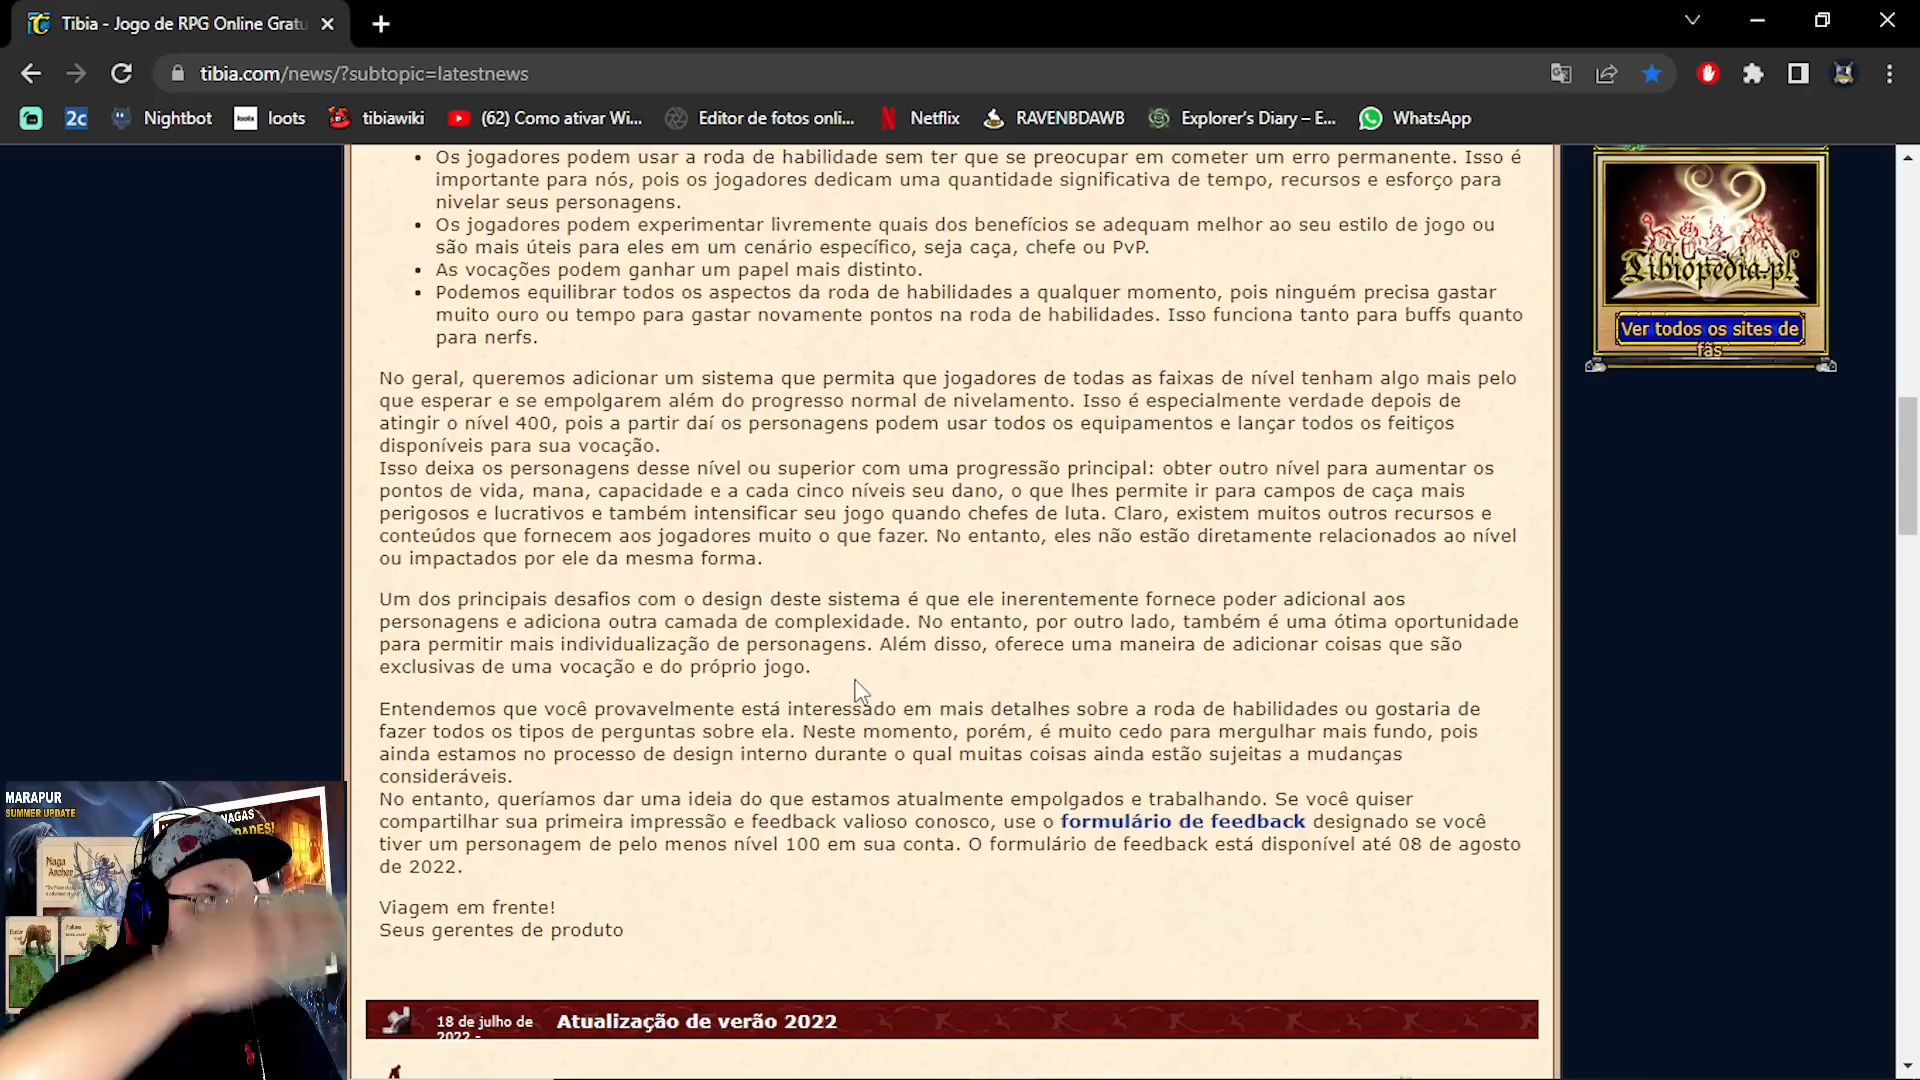 Tibia - Jogo de RPG Online Gratu
tibia.com/news/?subtopic=latestnews
2c Nightbot loots loots tibiawiki (62) Como ativar Wi... Editor de fotos onli... Netflix RAVENBDAWB Explorer's Diary – E... WhatsApp
Os jogadores podem usar a roda de habilidade sem ter que se preocupar em cometer um erro permanente. Isso é
importante para nós, pois os jogadores dedicam uma quantidade significativa de tempo, recursos e esforço para
nivelar seus personagens.
Os jogadores podem experimentar livremente quais dos benefícios se adequam melhor ao seu estilo de jogo ou
são mais úteis para eles em um cenário específico, seja caça, chefe ou PvP.
As vocações podem ganhar um papel mais distinto.
Podemos equilibrar todos os aspectos da roda de habilidades a qualquer momento, pois ninguém precisa gastar
muito ouro ou tempo para gastar novamente pontos na roda de habilidades. Isso funciona tanto para buffs quanto
para nerfs.
No geral, queremos adicionar um sistema que permita que jogadores de todas as faixas de nível tenham algo mais pelo
que esperar e se empolgarem além do progresso normal de nivelamento. Isso é especialmente verdade depois de
atingir o nível 400, pois a partir daí os personagens podem usar todos os equipamentos e lançar todos os feitiços
disponíveis para sua vocação.
Isso deixa os personagens desse nível ou superior com uma progressão principal: obter outro nível para aumentar os
pontos de vida, mana, capacidade e a cada cinco níveis seu dano, o que lhes permite ir para campos de caça mais
perigosos e lucrativos e também intensificar seu jogo quando chefes de luta. Claro, existem muitos outros recursos e
conteúdos que fornecem aos jogadores muito o que fazer. No entanto, eles não estão diretamente relacionados ao nível
ou impactados por ele da mesma forma.
Um dos principais desafios com o design deste sistema é que ele inerentemente fornece poder adicional aos
personagens e adiciona outra camada de complexidade. No entanto, por outro lado, também é uma ótima oportunidade
para permitir mais individualização de personagens. Além disso, oferece uma maneira de adicionar coisas que são
exclusivas de uma vocação e do próprio jogo.
Entendemos que você provavelmente está interessado em mais detalhes sobre a roda de habilidades ou gostaria de
fazer todos os tipos de perguntas sobre ela. Neste momento, porém, é muito cedo para mergulhar mais fundo, pois
ainda estamos no processo de design interno durante o qual muitas coisas ainda estão sujeitas a mudanças
consideráveis.
No entanto, queríamos dar uma ideia do que estamos atualmente empolgados e trabalhando. Se você quiser
compartilhar sua primeira impressão e feedback valioso conosco, use o formulário de feedback designado se você
tiver um personagem de pelo menos nível 100 em sua conta. O formulário de feedback está disponível até 08 de agosto
de 2022.
Viagem em frente!
Seus gerentes de produto
18 de julho de
2022 -
Atualização de verão 2022
Tibiopedia.pl
Ver todos os sites de
fãs
MARAPUR
SUMMER UPDATE
NAGAS
Naga
Archer